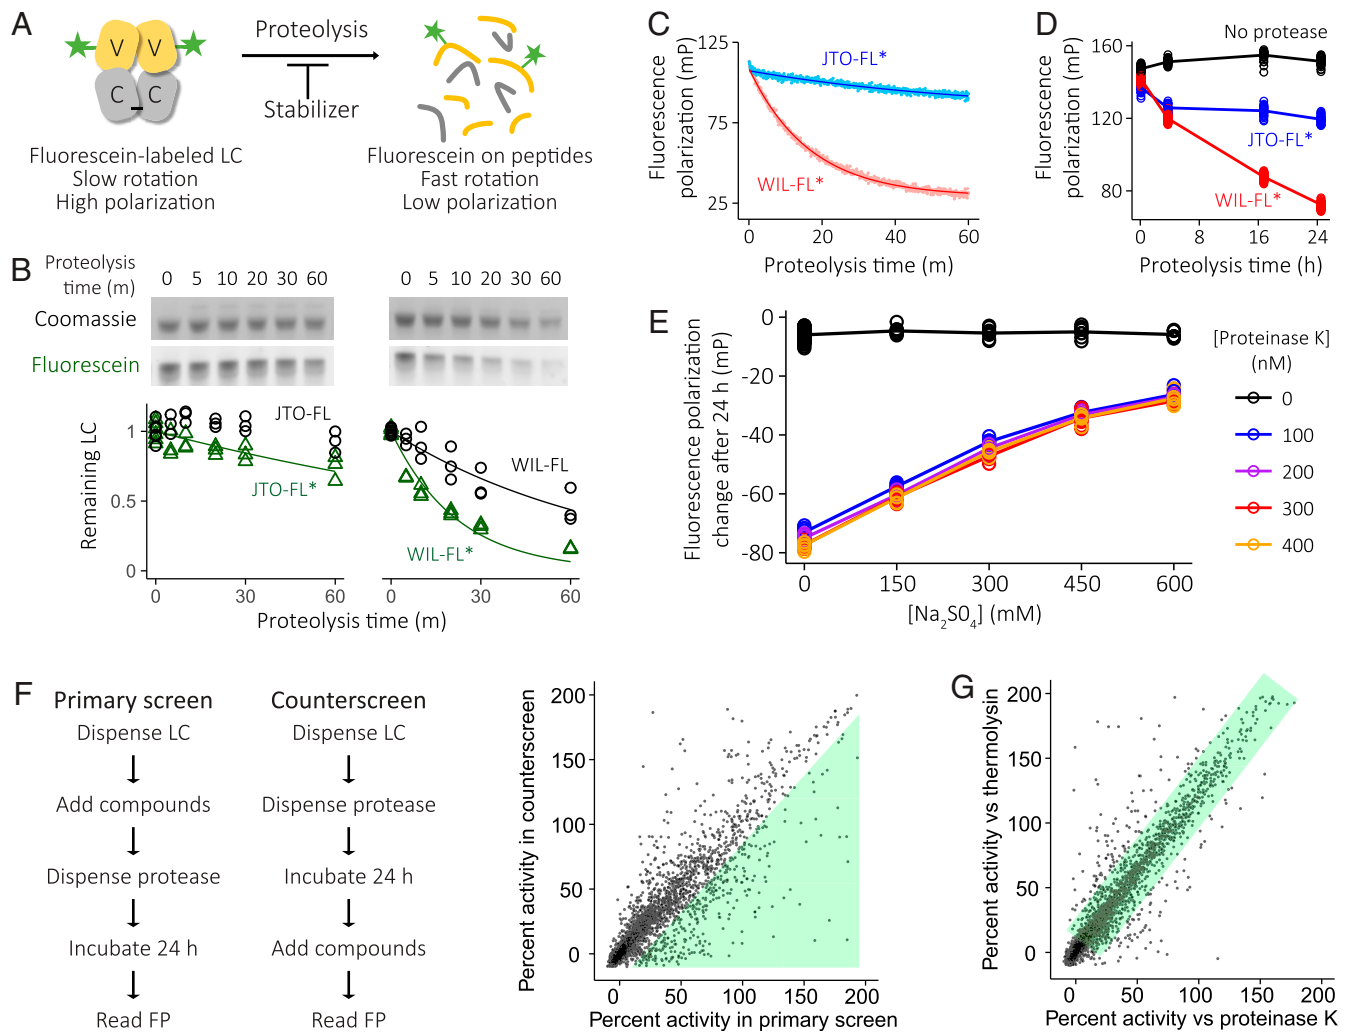 A
V V
C C
Proteolysis
Stabilizer
Fluorescein-labeled LC
Slow rotation
High polarization
Fluorescein on peptides
Fast rotation
Low polarization
B
Proteolysis
time (m)
0 5 10 20 30 60
0 5 10 20 30 60
Coomassie
Fluorescein
Remaining LC
1
0.5
0
JTO-FL
JTO-FL*
WIL-FL
WIL-FL*
0 30 60
0 30 60
Proteolysis time (m)
C
Fluorescence
polarization (mP)
125
75
25
JTO-FL*
WIL-FL*
0 20 40 60
Proteolysis time (m)
D
Fluorescence
polarization (mP)
160
120
80
No protease
JTO-FL*
WIL-FL*
0 8 16 24
Proteolysis time (h)
E
Fluorescence polarization
change after 24 h (mP)
0
-20
-40
-60
-80
0 150 300 450 600
[Na2SO4] (mM)
[Proteinase K]
(nM)
0
100
200
300
400
F
Primary screen
Dispense LC
Add compounds
Dispense protease
Incubate 24 h
Read FP
Counterscreen
Dispense LC
Dispense protease
Incubate 24 h
Add compounds
Read FP
Percent activity in counterscreen
200
150
100
50
0
0 50 100 150 200
Percent activity in primary screen
G
Percent activity vs thermolysin
200
150
100
50
0
0 50 100 150 200
Percent activity vs proteinase K